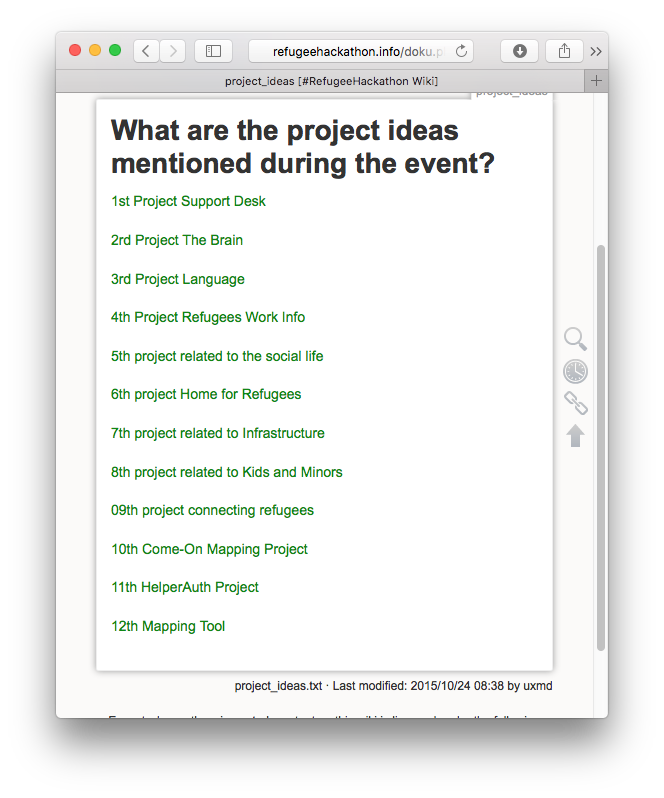 refugeehackathon.info/doku.p
project_ideas [#RefugeeHackathon Wiki]
project_ideas
What are the project ideas
mentioned during the event?
1st Project Support Desk
2rd Project The Brain
3rd Project Language
4th Project Refugees Work Info
5th project related to the social life
6th project Home for Refugees
7th project related to Infrastructure
8th project related to Kids and Minors
09th project connecting refugees
10th Come-On Mapping Project
11th HelperAuth Project
12th Mapping Tool
project_ideas.txt · Last modified: 2015/10/24 08:38 by uxmd